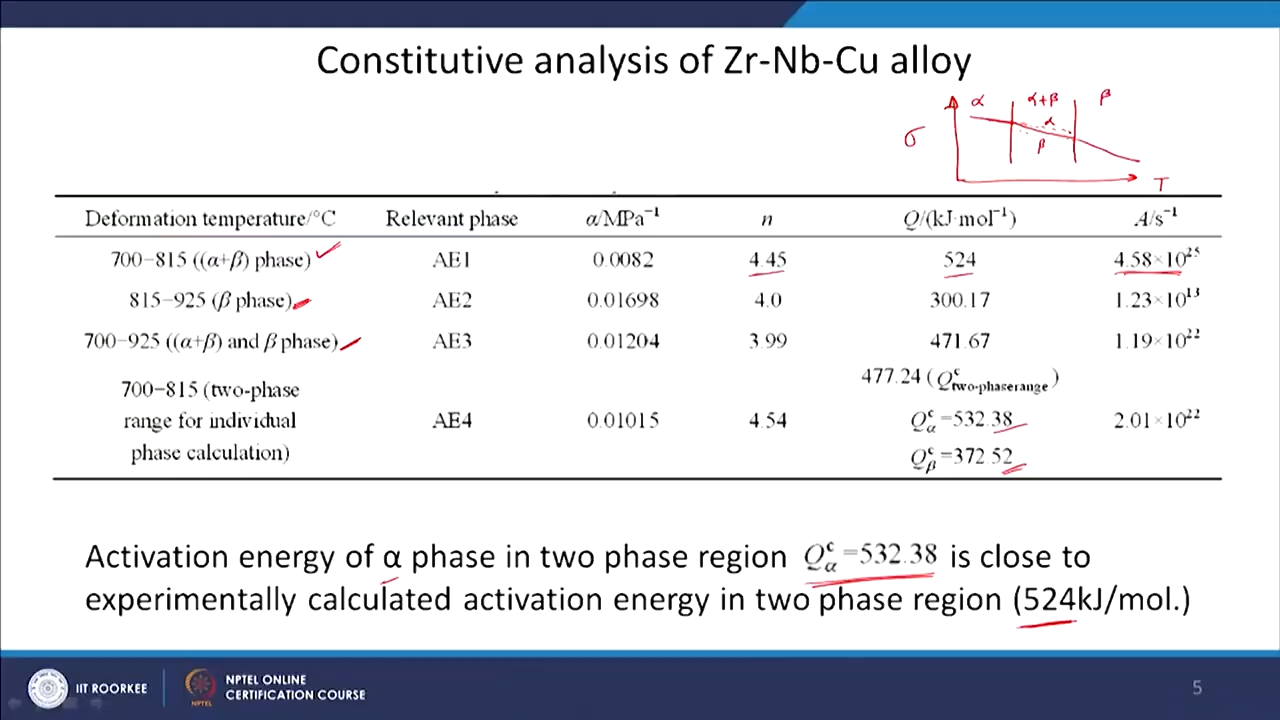 Constitutive analysis of Zr-Nb-Cu alloy
α α+β β
α
σ β
T
Deformation temperature/°C Relevant phase α/MPa⁻¹ n Q/(kJ·mol⁻¹) A/s⁻¹
700−815 ((α+β) phase) AE1 0.0082 4.45 524 4.58×10²⁵
815−925 (β phase) AE2 0.01698 4.0 300.17 1.23×10¹³
700−925 ((α+β) and β phase) AE3 0.01204 3.99 471.67 1.19×10²²
700−815 (two-phase range for individual phase calculation) AE4 0.01015 4.54 477.24 (Qᶜtwo-phaserange) Qᶜα =532.38 Qᶜβ =372.52 2.01×10²²
Activation energy of α phase in two phase region Qᶜα =532.38 is close to
experimentally calculated activation energy in two phase region (524kJ/mol.)
IIT ROORKEE
NPTEL
NPTEL ONLINE
CERTIFICATION COURSE
5